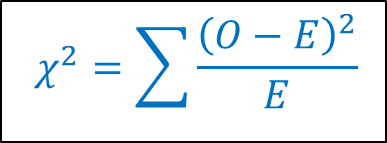 χ² = ∑ (O − E)² / E